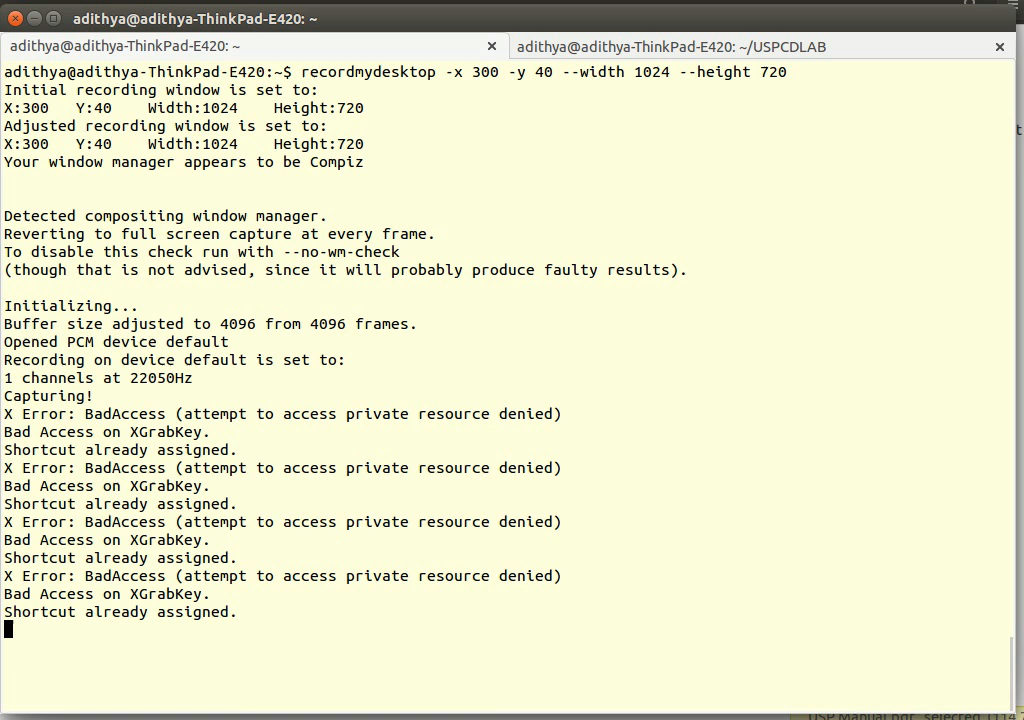 adithya@adithya-ThinkPad-E420: ~
adithya@adithya-ThinkPad-E420: ~ × adithya@adithya-ThinkPad-E420: ~/USPCDLAB ×
adithya@adithya-ThinkPad-E420:~$ recordmydesktop -x 300 -y 40 --width 1024 --height 720
Initial recording window is set to:
X:300   Y:40    Width:1024    Height:720
Adjusted recording window is set to:
X:300   Y:40    Width:1024    Height:720
Your window manager appears to be Compiz
Detected compositing window manager.
Reverting to full screen capture at every frame.
To disable this check run with --no-wm-check
(though that is not advised, since it will probably produce faulty results).
Initializing...
Buffer size adjusted to 4096 from 4096 frames.
Opened PCM device default
Recording on device default is set to:
1 channels at 22050Hz
Capturing!
X Error: BadAccess (attempt to access private resource denied)
Bad Access on XGrabKey.
Shortcut already assigned.
X Error: BadAccess (attempt to access private resource denied)
Bad Access on XGrabKey.
Shortcut already assigned.
X Error: BadAccess (attempt to access private resource denied)
Bad Access on XGrabKey.
Shortcut already assigned.
X Error: BadAccess (attempt to access private resource denied)
Bad Access on XGrabKey.
Shortcut already assigned.